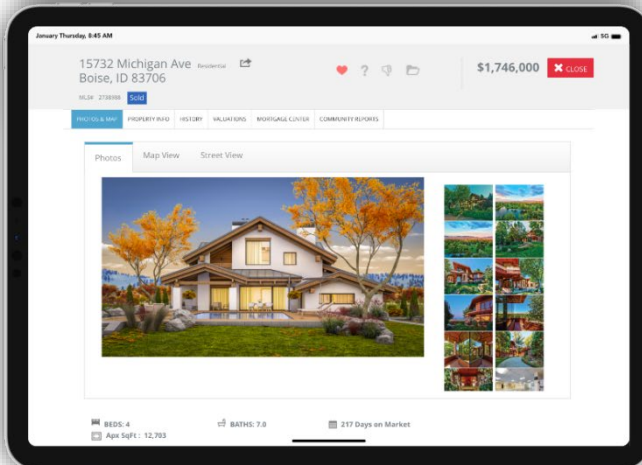 January Thursday, 8:45 AM
5G
15732 Michigan Ave Residential
Boise, ID 83706
$1,746,000
CLOSE
MLS# 2738988 Sold
PHOTOS & MAP PROPERTY INFO HISTORY VALUATIONS MORTGAGE CENTER COMMUNITY REPORTS
Photos Map View Street View
BEDS: 4 BATHS: 7.0 217 Days on Market
Apx SqFt : 12,703